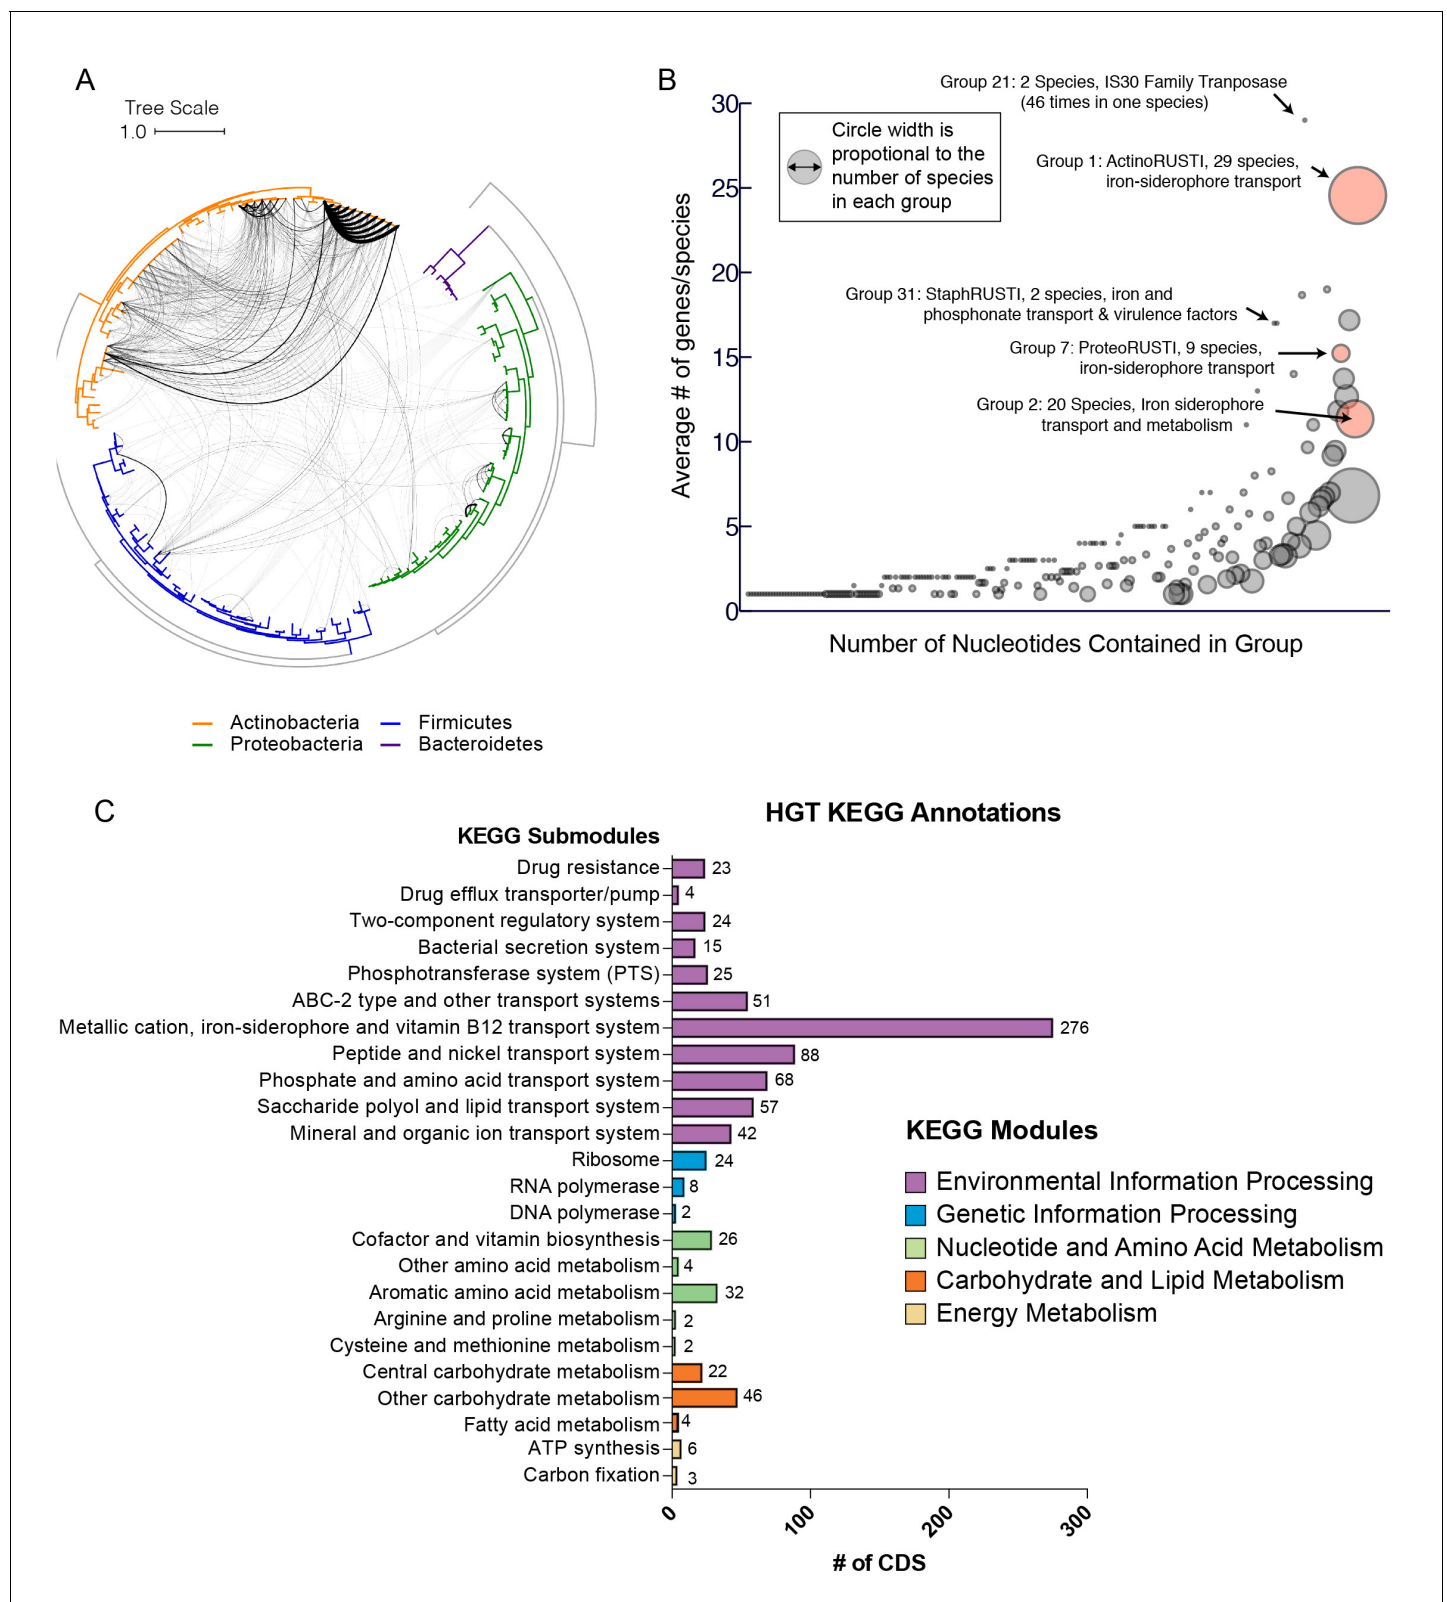 A
Tree Scale
1.0
Actinobacteria
Firmicutes
Proteobacteria
Bacteroidetes
B
Group 21: 2 Species, IS30 Family Tranposase
(46 times in one species)
30
Circle width is
propotional to the
number of species
in each group
Group 1: ActinoRUSTI, 29 species,
iron-siderophore transport
25
20
Group 31: StaphRUSTI, 2 species, iron and
phosphonate transport & virulence factors
Group 7: ProteoRUSTI, 9 species,
iron-siderophore transport
15
Group 2: 20 Species, Iron siderophore
transport and metabolism
10
5
0
Average # of genes/species
Number of Nucleotides Contained in Group
C
HGT KEGG Annotations
KEGG Submodules
Drug resistance 23
Drug efflux transporter/pump 4
Two-component regulatory system 24
Bacterial secretion system 15
Phosphotransferase system (PTS) 25
ABC-2 type and other transport systems 51
Metallic cation, iron-siderophore and vitamin B12 transport system 276
Peptide and nickel transport system 88
Phosphate and amino acid transport system 68
Saccharide polyol and lipid transport system 57
Mineral and organic ion transport system 42
Ribosome 24
RNA polymerase 8
DNA polymerase 2
Cofactor and vitamin biosynthesis 26
Other amino acid metabolism 4
Aromatic amino acid metabolism 32
Arginine and proline metabolism 2
Cysteine and methionine metabolism 2
Central carbohydrate metabolism 22
Other carbohydrate metabolism 46
Fatty acid metabolism 4
ATP synthesis 6
Carbon fixation 3
0
100
200
300
# of CDS
KEGG Modules
Environmental Information Processing
Genetic Information Processing
Nucleotide and Amino Acid Metabolism
Carbohydrate and Lipid Metabolism
Energy Metabolism